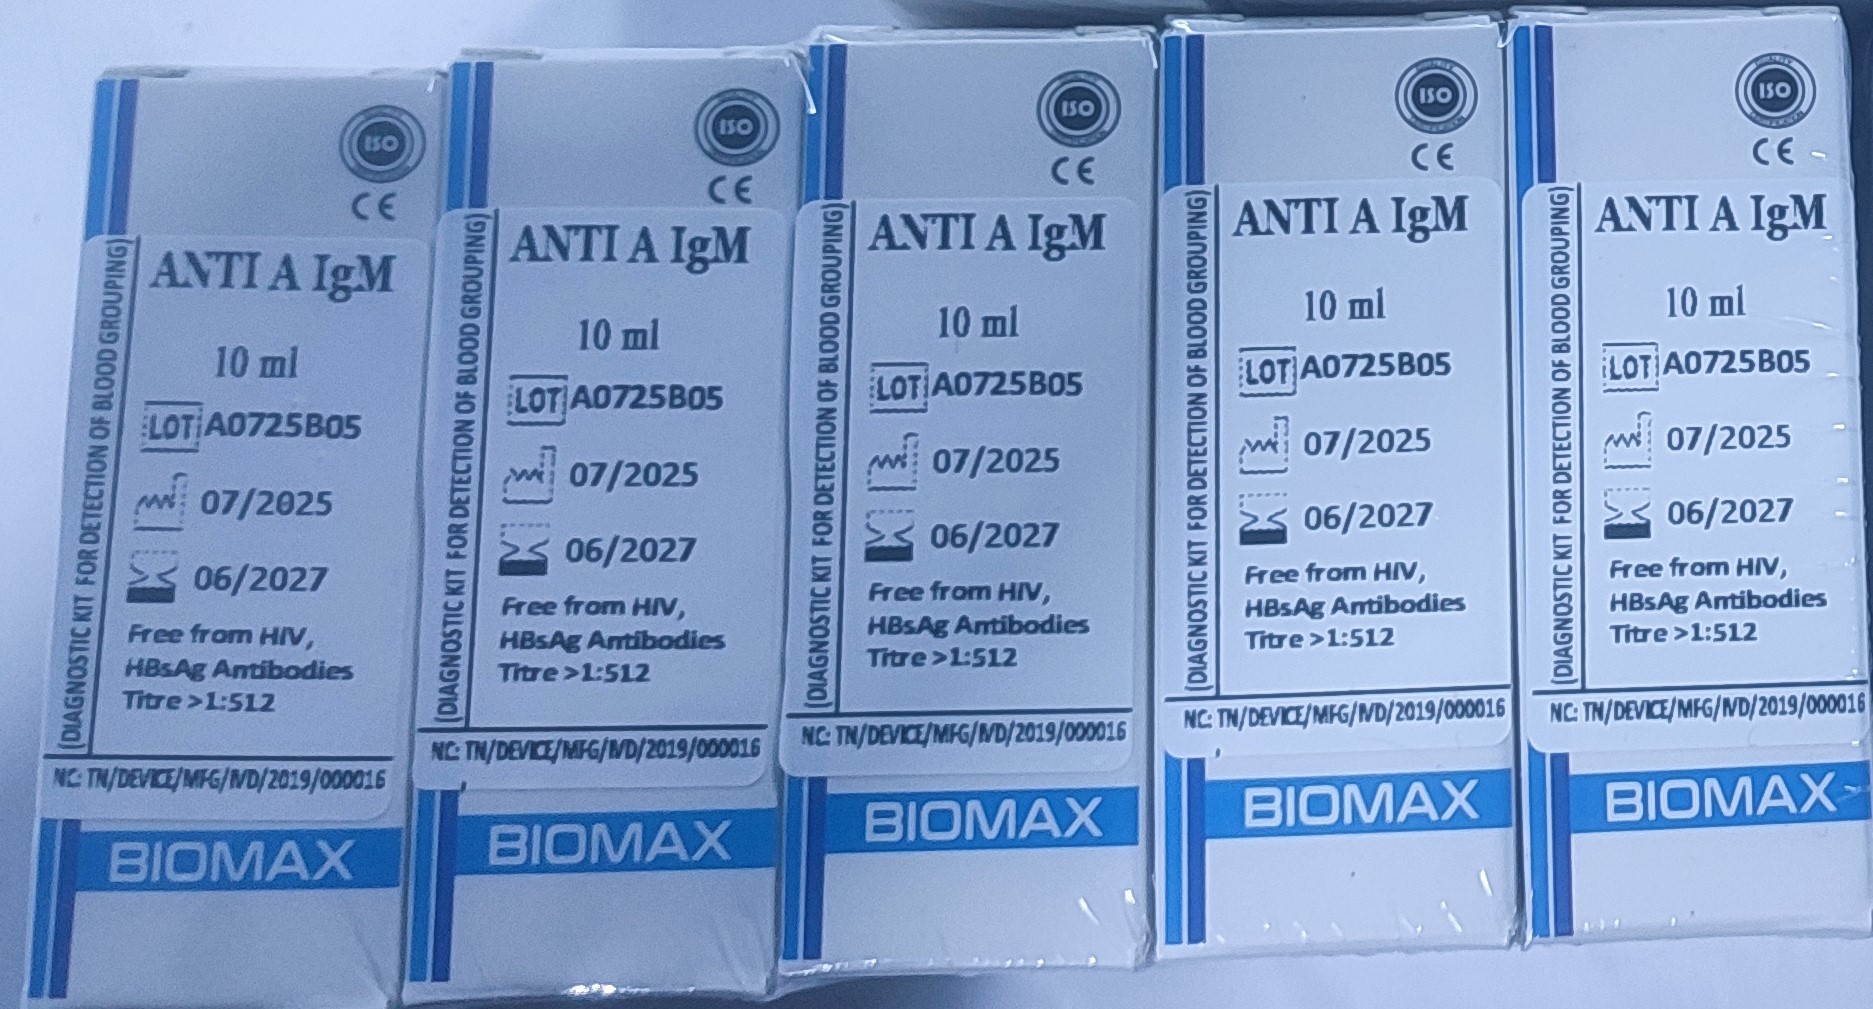 ISO
CE
(DIAGNOSTIC KIT FOR DETECTION OF BLOOD GROUPING)
ANTI A IgM
10 ml
LOT A0725B05
07/2025
06/2027
Free from HIV,
HBsAg Antibodies
Titre >1:512
NC: TN/DEVICE/MFG/IVD/2019/000016
BIOMAX
ISO
CE
(DIAGNOSTIC KIT FOR DETECTION OF BLOOD GROUPING)
ANTI A IgM
10 ml
LOT A0725B05
07/2025
06/2027
Free from HIV,
HBsAg Antibodies
Titre >1:512
NC: TN/DEVICE/MFG/IVD/2019/000016
BIOMAX
ISO
CE
(DIAGNOSTIC KIT FOR DETECTION OF BLOOD GROUPING)
ANTI A IgM
10 ml
LOT A0725B05
07/2025
06/2027
Free from HIV,
HBsAg Antibodies
Titre >1:512
NC: TN/DEVICE/MFG/IVD/2019/000016
BIOMAX
ISO
CE
(DIAGNOSTIC KIT FOR DETECTION OF BLOOD GROUPING)
ANTI A IgM
10 ml
LOT A0725B05
07/2025
06/2027
Free from HIV,
HBsAg Antibodies
Titre >1:512
NC: TN/DEVICE/MFG/IVD/2019/000016
BIOMAX
ISO
CE
(DIAGNOSTIC KIT FOR DETECTION OF BLOOD GROUPING)
ANTI A IgM
10 ml
LOT A0725B05
07/2025
06/2027
Free from HIV,
HBsAg Antibodies
Titre >1:512
NC: TN/DEVICE/MFG/IVD/2019/000016
BIOMAX